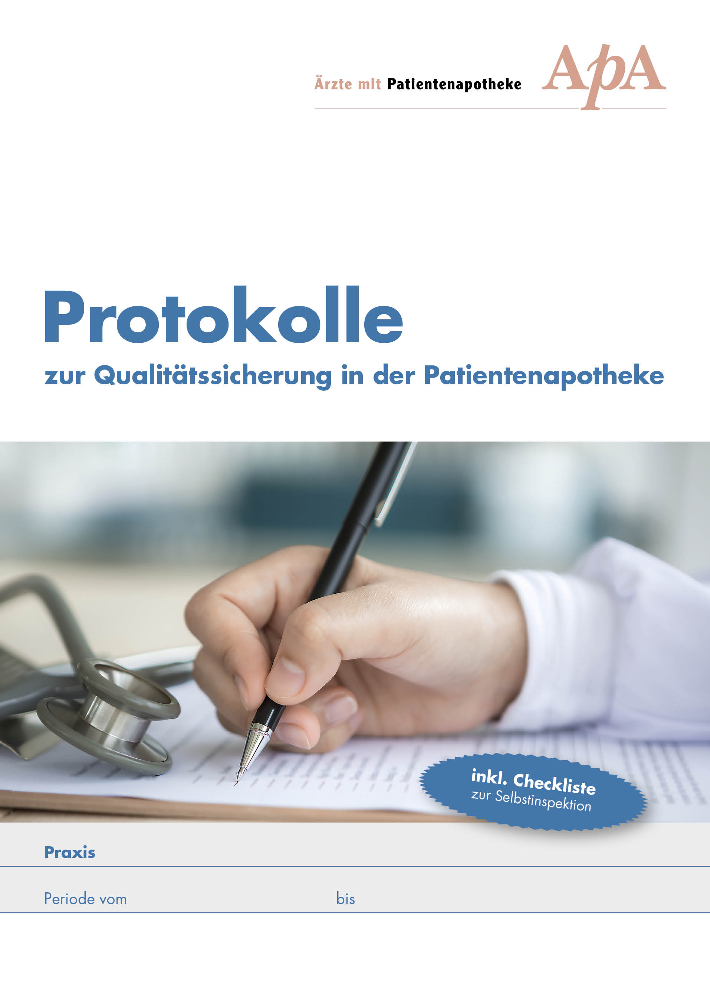 Ärzte mit Patientenapotheke
ApA
Protokolle
zur Qualitätssicherung in der Patientenapotheke
inkl. Checkliste
zur Selbstinspektion
Praxis
Periode vom bis